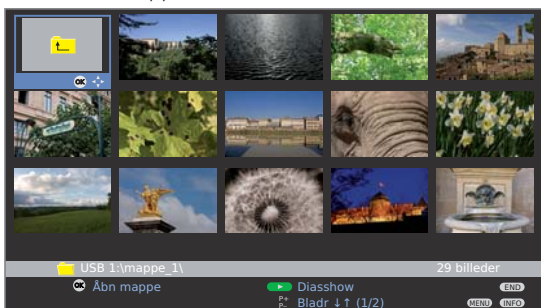 OK
USB 1:\mappe_1\ 29 billeder
OK Åbn mappe Diasshow END
P+ P- Bladr ↓↑ (1/2) MENU INFO